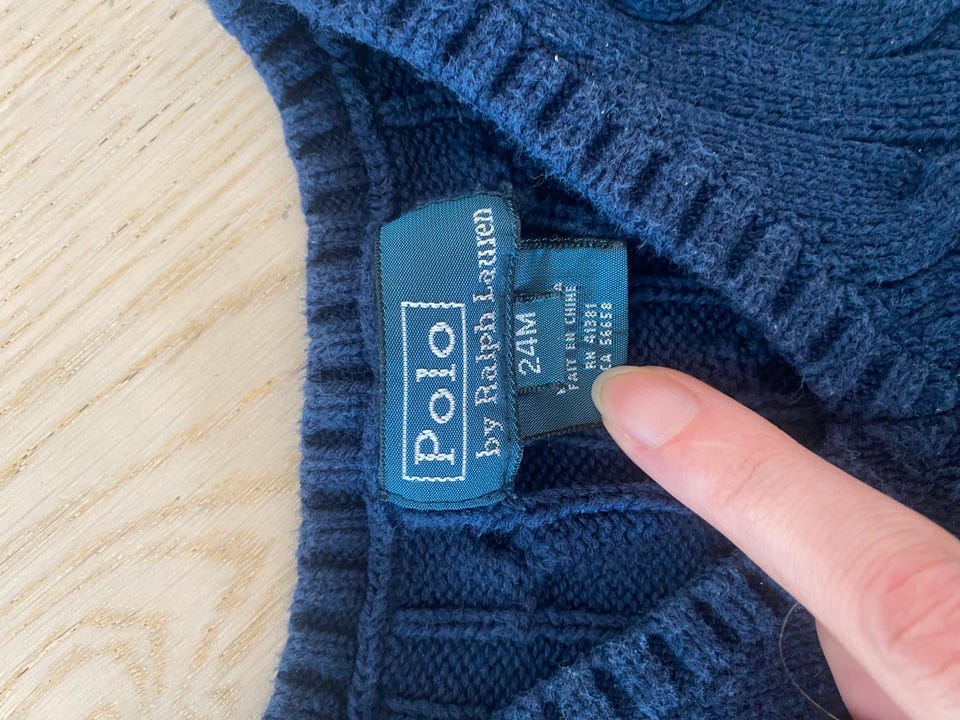 Polo
by Ralph Lauren
24M
FAIT EN CHINE
RN 41381
CA 56658